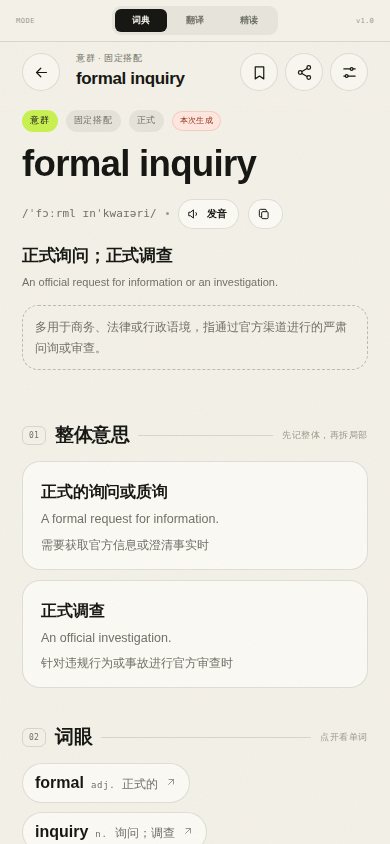 MODE
词典 翻译 精读
v1.0
意群 · 固定搭配
formal inquiry
意群 固定搭配 正式 本次生成
formal inquiry
/ˈfɔːrml ɪnˈkwaɪəri/ • 发音
正式询问；正式调查
An official request for information or an investigation.
多用于商务、法律或行政语境，指通过官方渠道进行的严肃
问询或审查。
01 整体意思 先记整体，再拆局部
正式的询问或质询
A formal request for information.
需要获取官方信息或澄清事实时
正式调查
An official investigation.
针对违规行为或事故进行官方审查时
02 词眼 点开看单词
formal adj. 正式的
inquiry n. 询问；调查